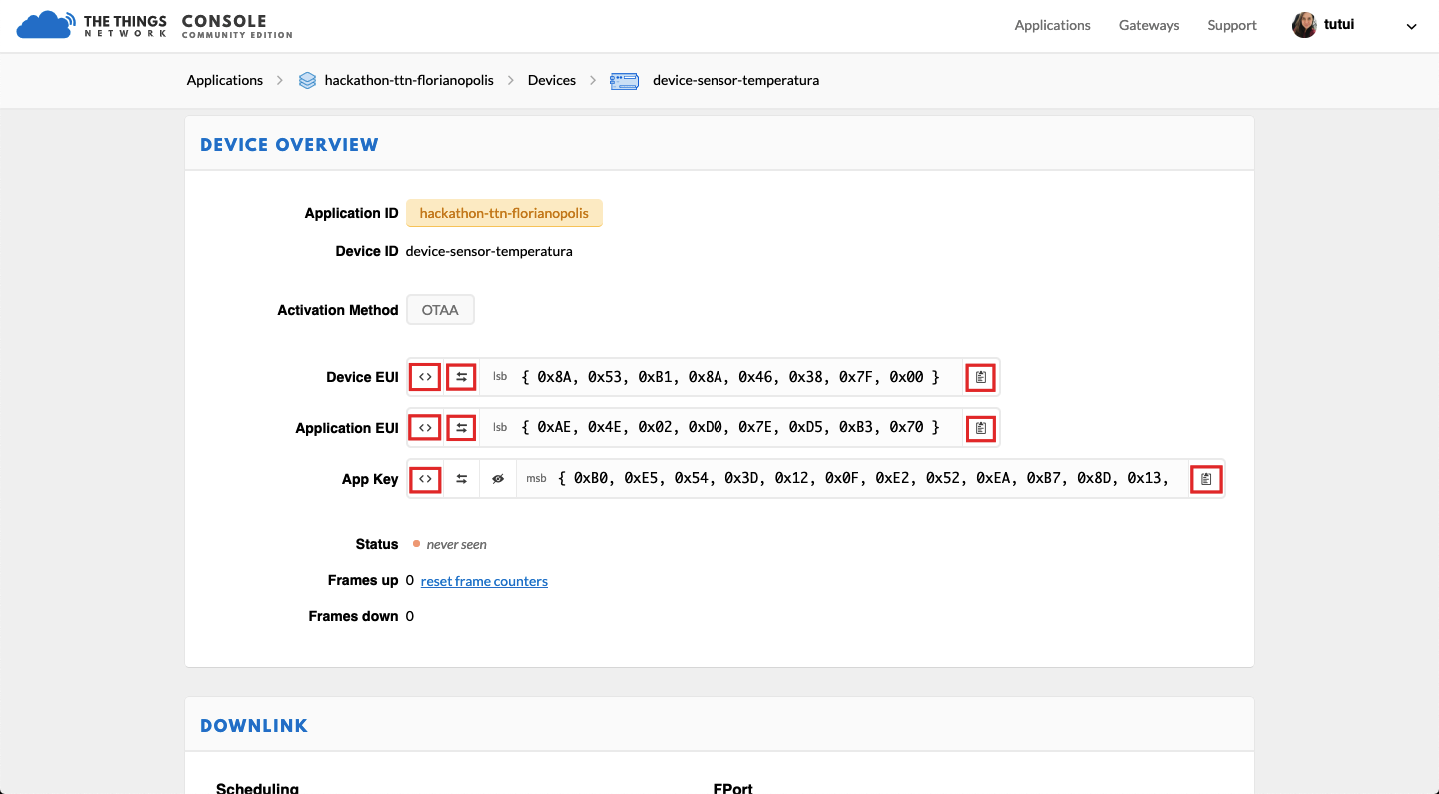 THE THINGS NETWORK CONSOLE COMMUNITY EDITION
Applications Gateways Support tutui
Applications hackathon-ttn-florianopolis Devices device-sensor-temperatura
DEVICE OVERVIEW
Application ID hackathon-ttn-florianopolis
Device ID device-sensor-temperatura
Activation Method OTAA
Device EUI <> lsb { 0x8A, 0x53, 0xB1, 0x8A, 0x46, 0x38, 0x7F, 0x00 }
Application EUI <> lsb { 0xAE, 0x4E, 0x02, 0xD0, 0x7E, 0xD5, 0xB3, 0x70 }
App Key <> msb { 0xB0, 0xE5, 0x54, 0x3D, 0x12, 0x0F, 0xE2, 0x52, 0xEA, 0xB7, 0x8D, 0x13,
Status never seen
Frames up 0 reset frame counters
Frames down 0
DOWNLINK
Scheduling FPort